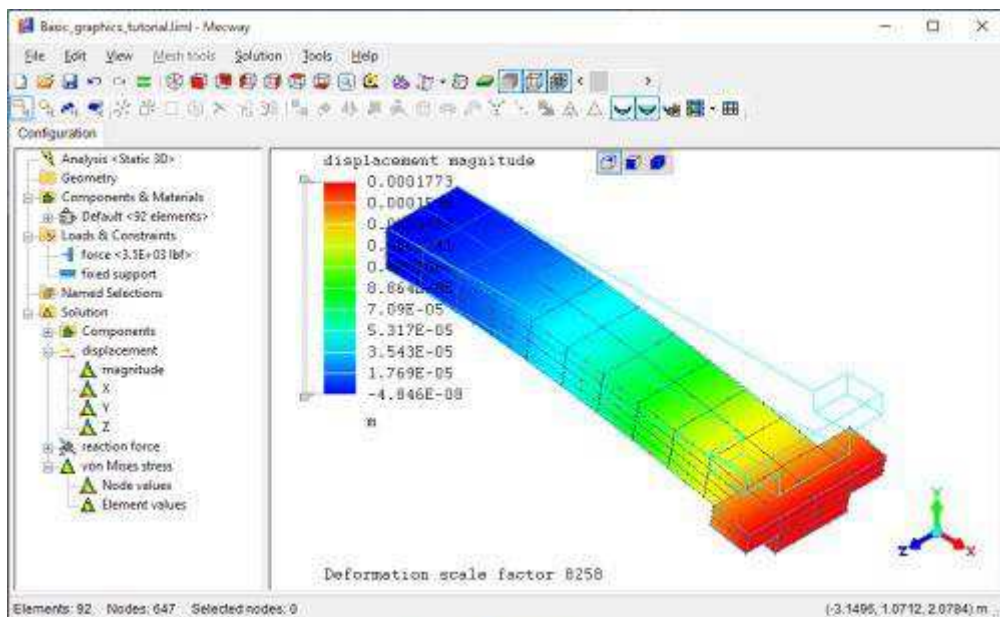 Basic_graphics_tutorial.liml - Mecway
File Edit View Mesh tools Solution Tools Help
Configuration
Analysis <Static 3D>
Geometry
Components & Materials
Default <92 elements>
Loads & Constraints
force <3.5E+03 lbf>
fixed support
Named Selections
Solution
Components
displacement
magnitude
X
Y
Z
reaction force
von Mises stress
Node values
Element values
displacement magnitude
0.0001773
7.09E-05
5.317E-05
3.543E-05
1.769E-05
-4.846E-08
m
Y
Z
X
Deformation scale factor 8258
Elements: 92 Nodes: 647 Selected nodes: 0
(-3.1496, 1.0712, 2.0784) m